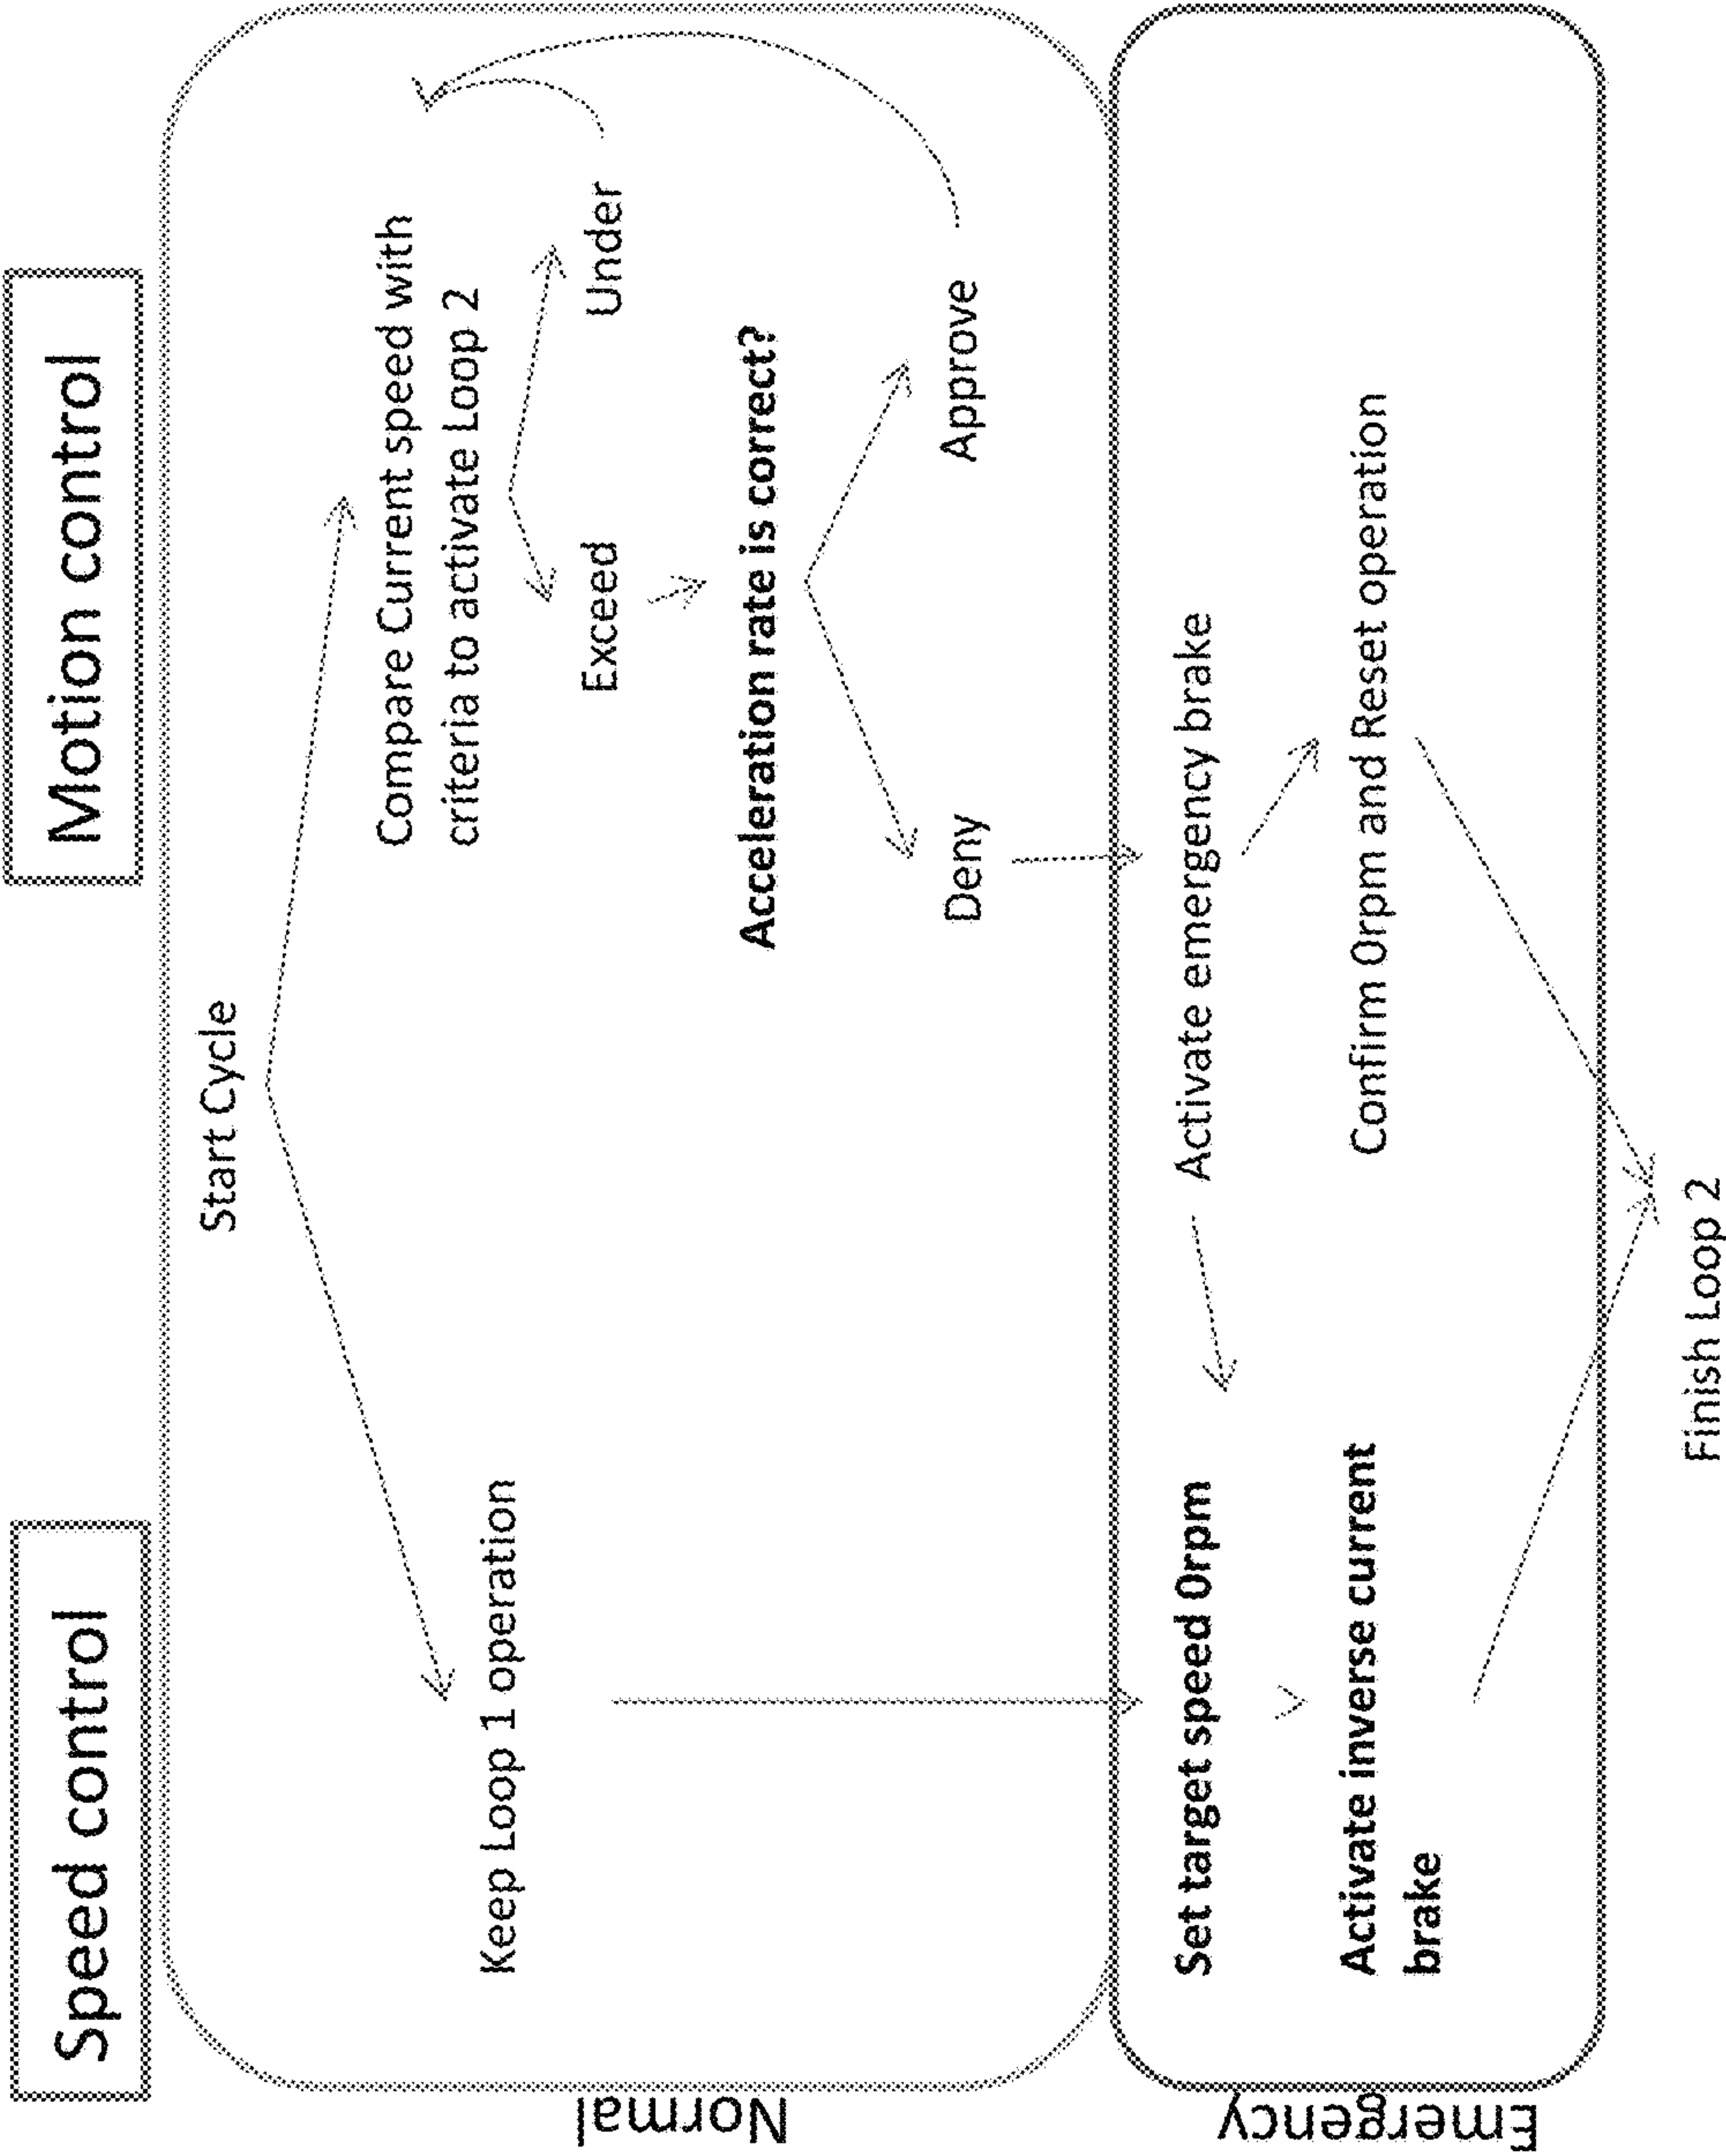 Speed control
Motion control
Normal
Start Cycle
Keep Loop 1 operation
Compare Current speed with
criteria to activate Loop 2
Exceed
Under
Acceleration rate is correct?
Deny
Approve
Emergency
Set target speed 0rpm
Activate emergency brake
Activate inverse current
brake
Confirm 0rpm and Reset operation
Finish Loop 2